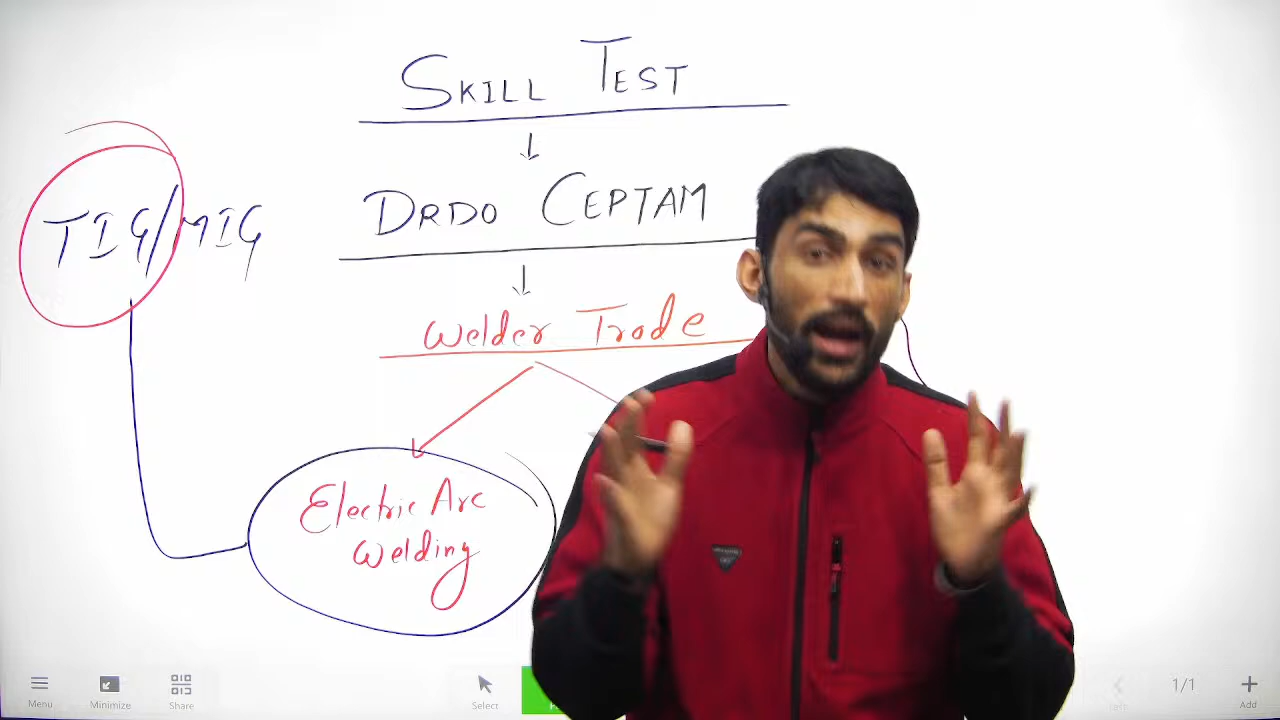 SKILL TEST
DRDO CEPTAM
TIG/MIG
Welder Trade
Electric Arc
Welding
Menu
Minimize
Share
Select
1/1
Add